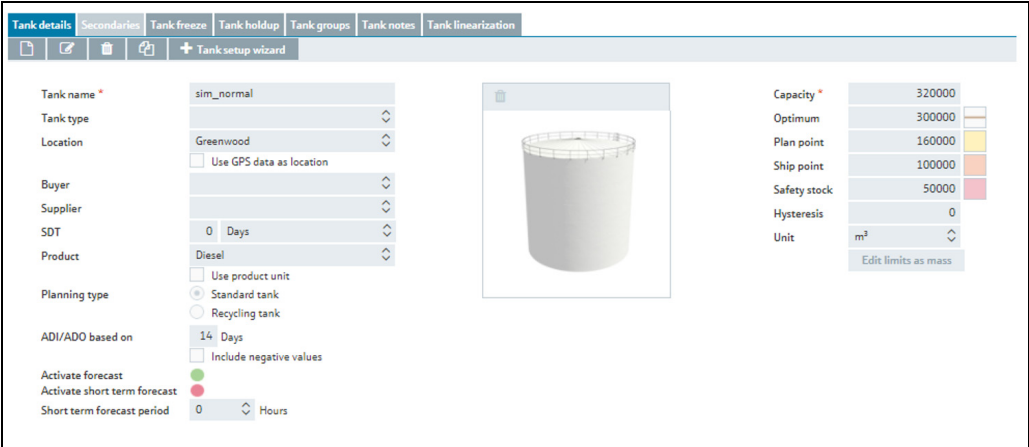 Tank details Secondaries Tank freeze Tank holdup Tank groups Tank notes Tank linearization
Tank setup wizard
Tank name * sim_normal
Tank type
Location Greenwood
Use GPS data as location
Buyer
Supplier
SDT 0 Days
Product Diesel
Use product unit
Planning type Standard tank
Recycling tank
ADI/ADO based on 14 Days
Include negative values
Activate forecast
Activate short term forecast
Short term forecast period 0 Hours
Capacity * 320000
Optimum 300000
Plan point 160000
Ship point 100000
Safety stock 50000
Hysteresis 0
Unit m³
Edit limits as mass